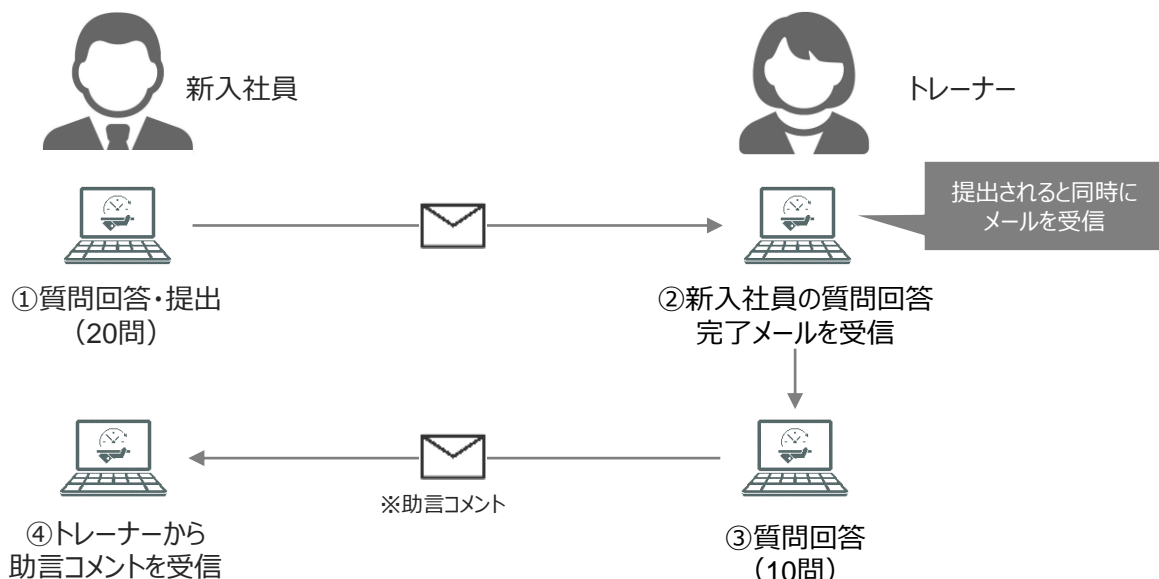 新入社員
トレーナー
提出されると同時に
メールを受信
①質問回答・提出
（20問）
②新入社員の質問回答
完了メールを受信
※助言コメント
④トレーナーから
助言コメントを受信
③質問回答
（10問）